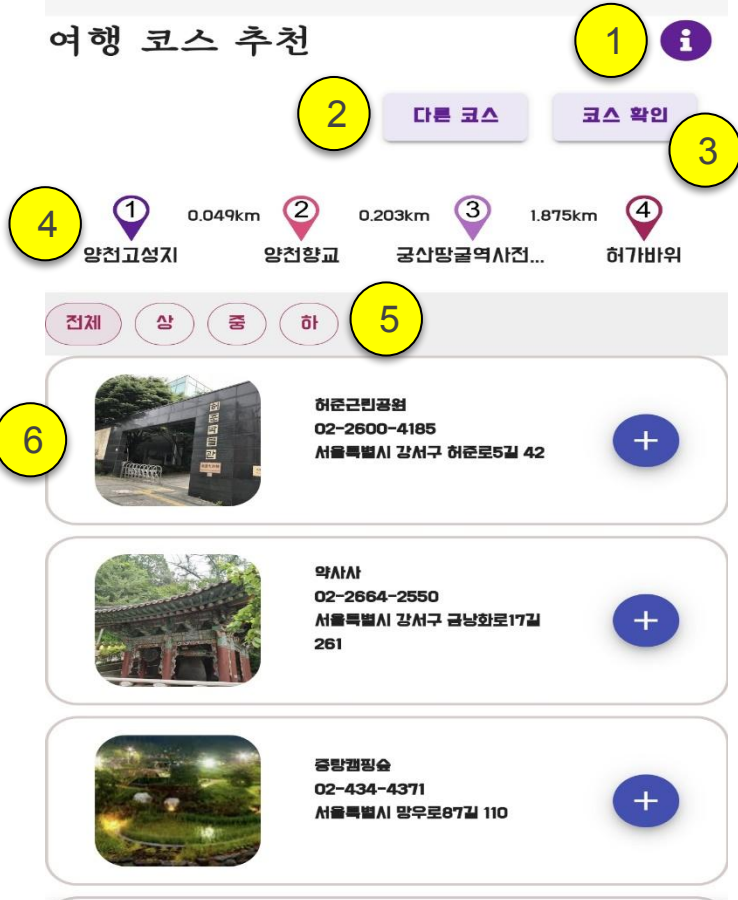 여행 코스 추천
1
i
2
다른 코스
코스 확인
3
4
1 0.049km 2 0.203km 3 1.875km 4
양천고성지 양천향교 궁산땅굴역사전... 허가바위
전체 상 중 하
5
6
허준박물관
허준근린공원
02-2600-4185
서울특별시 강서구 허준로5길 42
+
약사사
02-2664-2550
서울특별시 강서구 금낭화로17길
261
+
중랑캠핑숲
02-434-4371
서울특별시 망우로87길 110
+